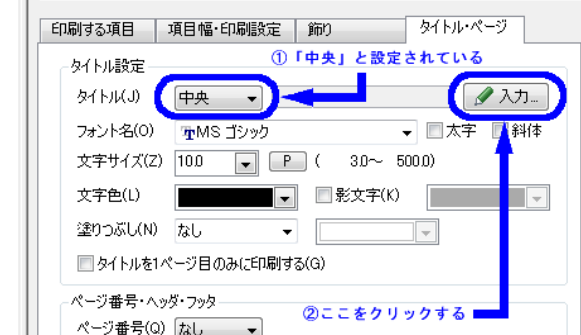 印刷する項目 項目幅・印刷設定 飾り タイトル・ページ
①「中央」と設定されている
タイトル設定
タイトル(J) 中央 入力...
フォント名(O) MS ゴシック 太字 斜体
文字サイズ(Z) 10.0 P ( 3.0～ 500.0)
文字色(L) 影文字(K)
塗りつぶし(N) なし
タイトルを1ページ目のみに印刷する(G)
ページ番号・ヘッダ・フッタ
②ここをクリックする
ページ番号(Q) なし